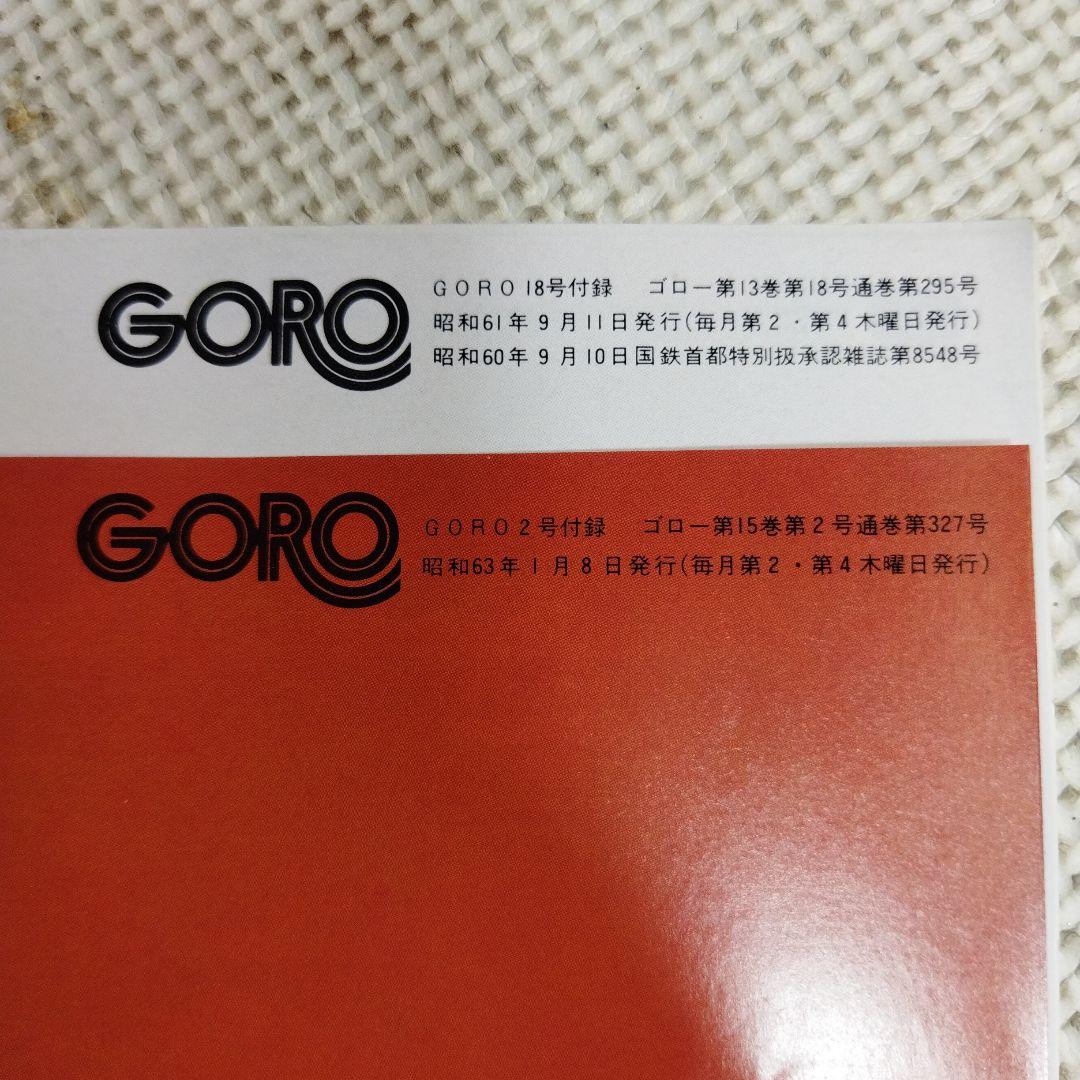 GORO
GORO 18号付録 ゴロー第13巻第18号通巻第295号
昭和61年9月11日発行(毎月第2・第4木曜日発行)
昭和60年9月10日国鉄首都特別扱承認雑誌第8548号
GORO
GORO2号付録 ゴロー第15巻第2号通巻第327号
昭和63年1月8日発行(毎月第2・第4木曜日発行)